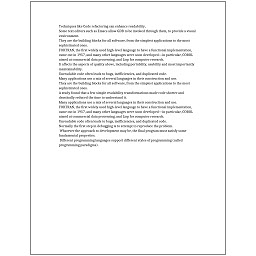 Techniques like Code refactoring can enhance readability.
Some text editors such as Emacs allow GDB to be invoked through them, to provide a visual
environment.
They are the building blocks for all software, from the simplest applications to the most
sophisticated ones.
FORTRAN, the first widely used high-level language to have a functional implementation,
came out in 1957, and many other languages were soon developed—in particular, COBOL
aimed at commercial data processing, and Lisp for computer research.
It affects the aspects of quality above, including portability, usability and most importantly
maintainability.
Unreadable code often leads to bugs, inefficiencies, and duplicated code.
Many applications use a mix of several languages in their construction and use.
They are the building blocks for all software, from the simplest applications to the most
sophisticated ones.
A study found that a few simple readability transformations made code shorter and
drastically reduced the time to understand it.
Many applications use a mix of several languages in their construction and use.
FORTRAN, the first widely used high-level language to have a functional implementation,
came out in 1957, and many other languages were soon developed—in particular, COBOL
aimed at commercial data processing, and Lisp for computer research.
Unreadable code often leads to bugs, inefficiencies, and duplicated code.
Normally the first step in debugging is to attempt to reproduce the problem.
Whatever the approach to development may be, the final program must satisfy some
fundamental properties.
Different programming languages support different styles of programming (called
programming paradigms).